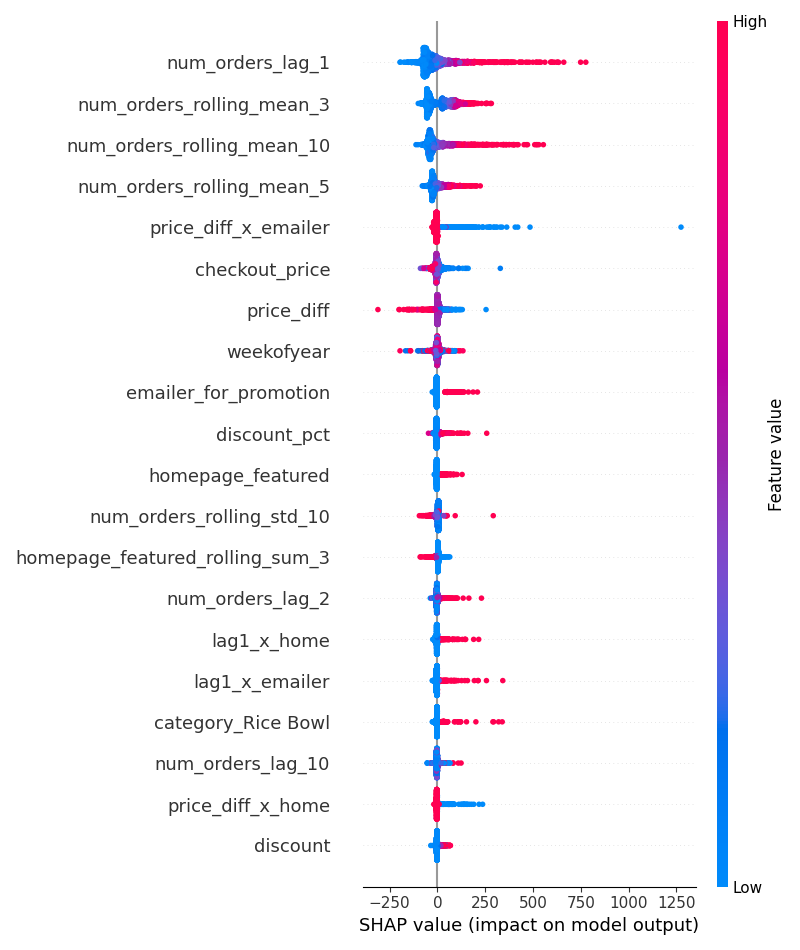 High
num_orders_lag_1
num_orders_rolling_mean_3
num_orders_rolling_mean_10
num_orders_rolling_mean_5
price_diff_x_emailer
checkout_price
price_diff
weekofyear
emailer_for_promotion
discount_pct
homepage_featured
num_orders_rolling_std_10
homepage_featured_rolling_sum_3
num_orders_lag_2
lag1_x_home
lag1_x_emailer
category_Rice Bowl
num_orders_lag_10
price_diff_x_home
discount
Feature value
Low
−250 0 250 500 750 1000 1250
SHAP value (impact on model output)